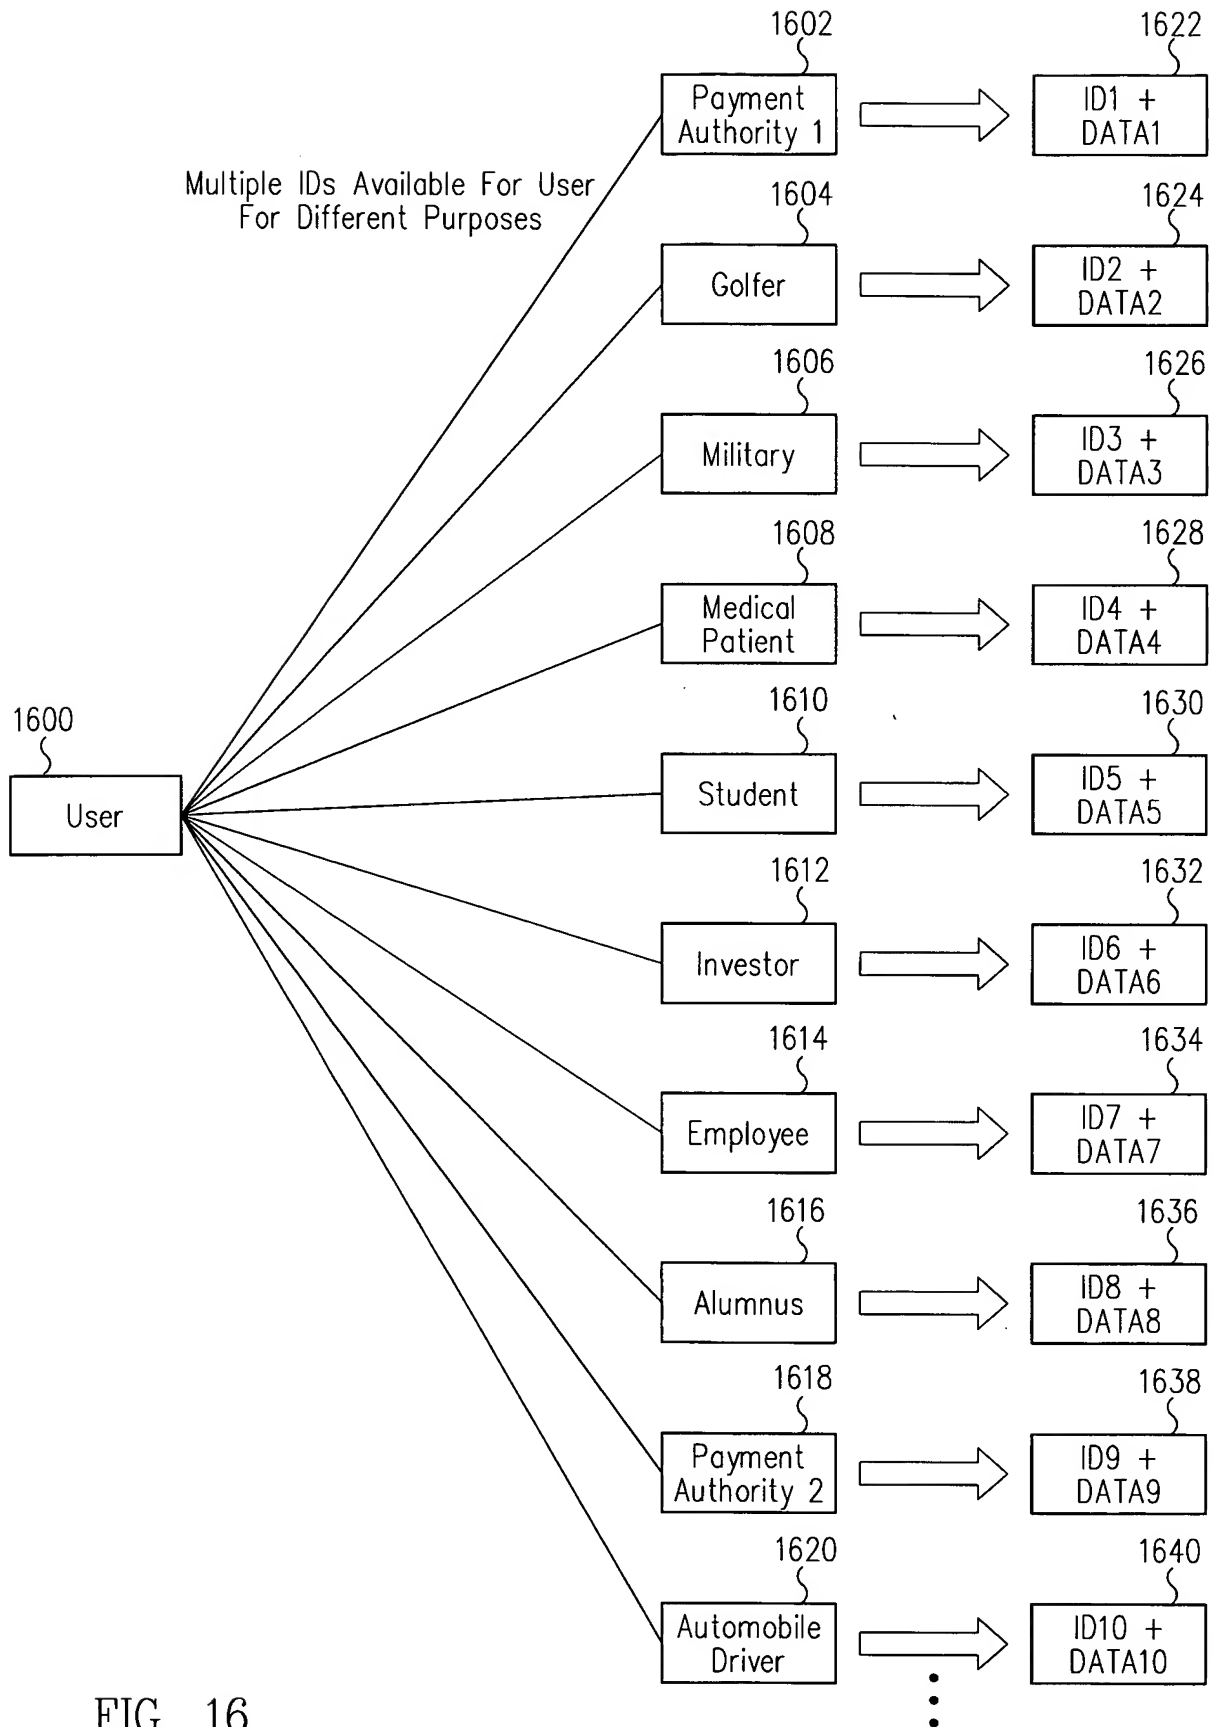 1602
1622
Payment
Authority 1
ID1 +
DATA1
Multiple IDs Available For User
For Different Purposes
1604
1624
Golfer
ID2 +
DATA2
1606
1626
Military
ID3 +
DATA3
1608
1628
Medical
Patient
ID4 +
DATA4
1600
User
1610
1630
Student
ID5 +
DATA5
1612
1632
Investor
ID6 +
DATA6
1614
1634
Employee
ID7 +
DATA7
1616
1636
Alumnus
ID8 +
DATA8
1618
1638
Payment
Authority 2
ID9 +
DATA9
1620
1640
Automobile
Driver
ID10 +
DATA10
FIG. 16